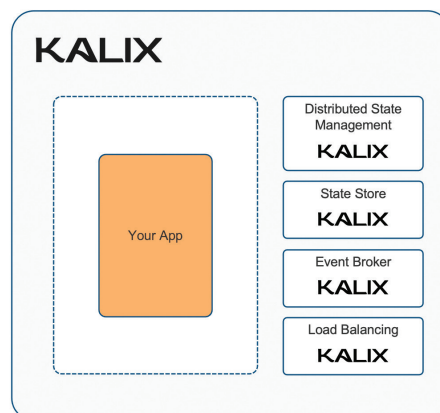 KALIX
Your App
Distributed State
Management
KALIX
State Store
KALIX
Event Broker
KALIX
Load Balancing
KALIX